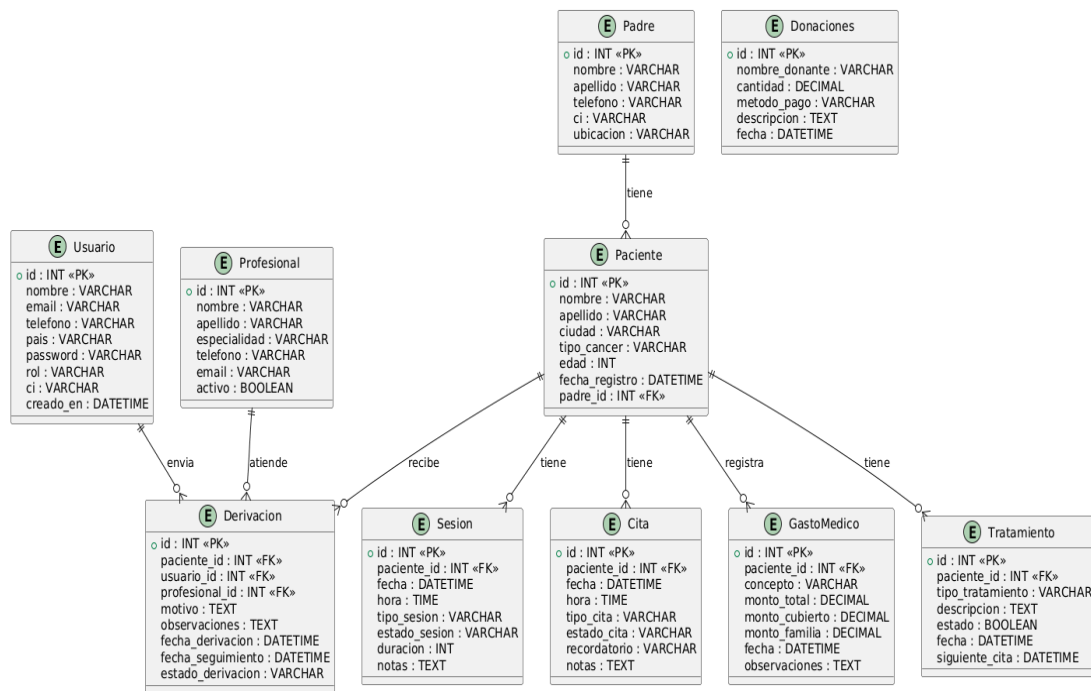 E Padre
id : INT «PK»
nombre : VARCHAR
apellido : VARCHAR
telefono : VARCHAR
ci : VARCHAR
ubicacion : VARCHAR
E Donaciones
id : INT «PK»
nombre_donante : VARCHAR
cantidad : DECIMAL
metodo_pago : VARCHAR
descripcion : TEXT
fecha : DATETIME
tiene
E Usuario
id : INT «PK»
nombre : VARCHAR
email : VARCHAR
telefono : VARCHAR
pais : VARCHAR
password : VARCHAR
rol : VARCHAR
ci : VARCHAR
creado_en : DATETIME
E Profesional
id : INT «PK»
nombre : VARCHAR
apellido : VARCHAR
especialidad : VARCHAR
telefono : VARCHAR
email : VARCHAR
activo : BOOLEAN
E Paciente
id : INT «PK»
nombre : VARCHAR
apellido : VARCHAR
ciudad : VARCHAR
tipo_cancer : VARCHAR
edad : INT
fecha_registro : DATETIME
padre_id : INT «FK»
envia
atiende
recibe
tiene
tiene
registra
tiene
E Derivacion
id : INT «PK»
paciente_id : INT «FK»
usuario_id : INT «FK»
profesional_id : INT «FK»
motivo : TEXT
observaciones : TEXT
fecha_derivacion : DATETIME
fecha_seguimiento : DATETIME
estado_derivacion : VARCHAR
E Sesion
id : INT «PK»
paciente_id : INT «FK»
fecha : DATETIME
hora : TIME
tipo_sesion : VARCHAR
estado_sesion : VARCHAR
duracion : INT
notas : TEXT
E Cita
id : INT «PK»
paciente_id : INT «FK»
fecha : DATETIME
hora : TIME
tipo_cita : VARCHAR
estado_cita : VARCHAR
recordatorio : VARCHAR
notas : TEXT
E GastoMedico
id : INT «PK»
paciente_id : INT «FK»
concepto : VARCHAR
monto_total : DECIMAL
monto_cubierto : DECIMAL
monto_familia : DECIMAL
fecha : DATETIME
observaciones : TEXT
E Tratamiento
id : INT «PK»
paciente_id : INT «FK»
tipo_tratamiento : VARCHAR
descripcion : TEXT
estado : BOOLEAN
fecha : DATETIME
siguiente_cita : DATETIME